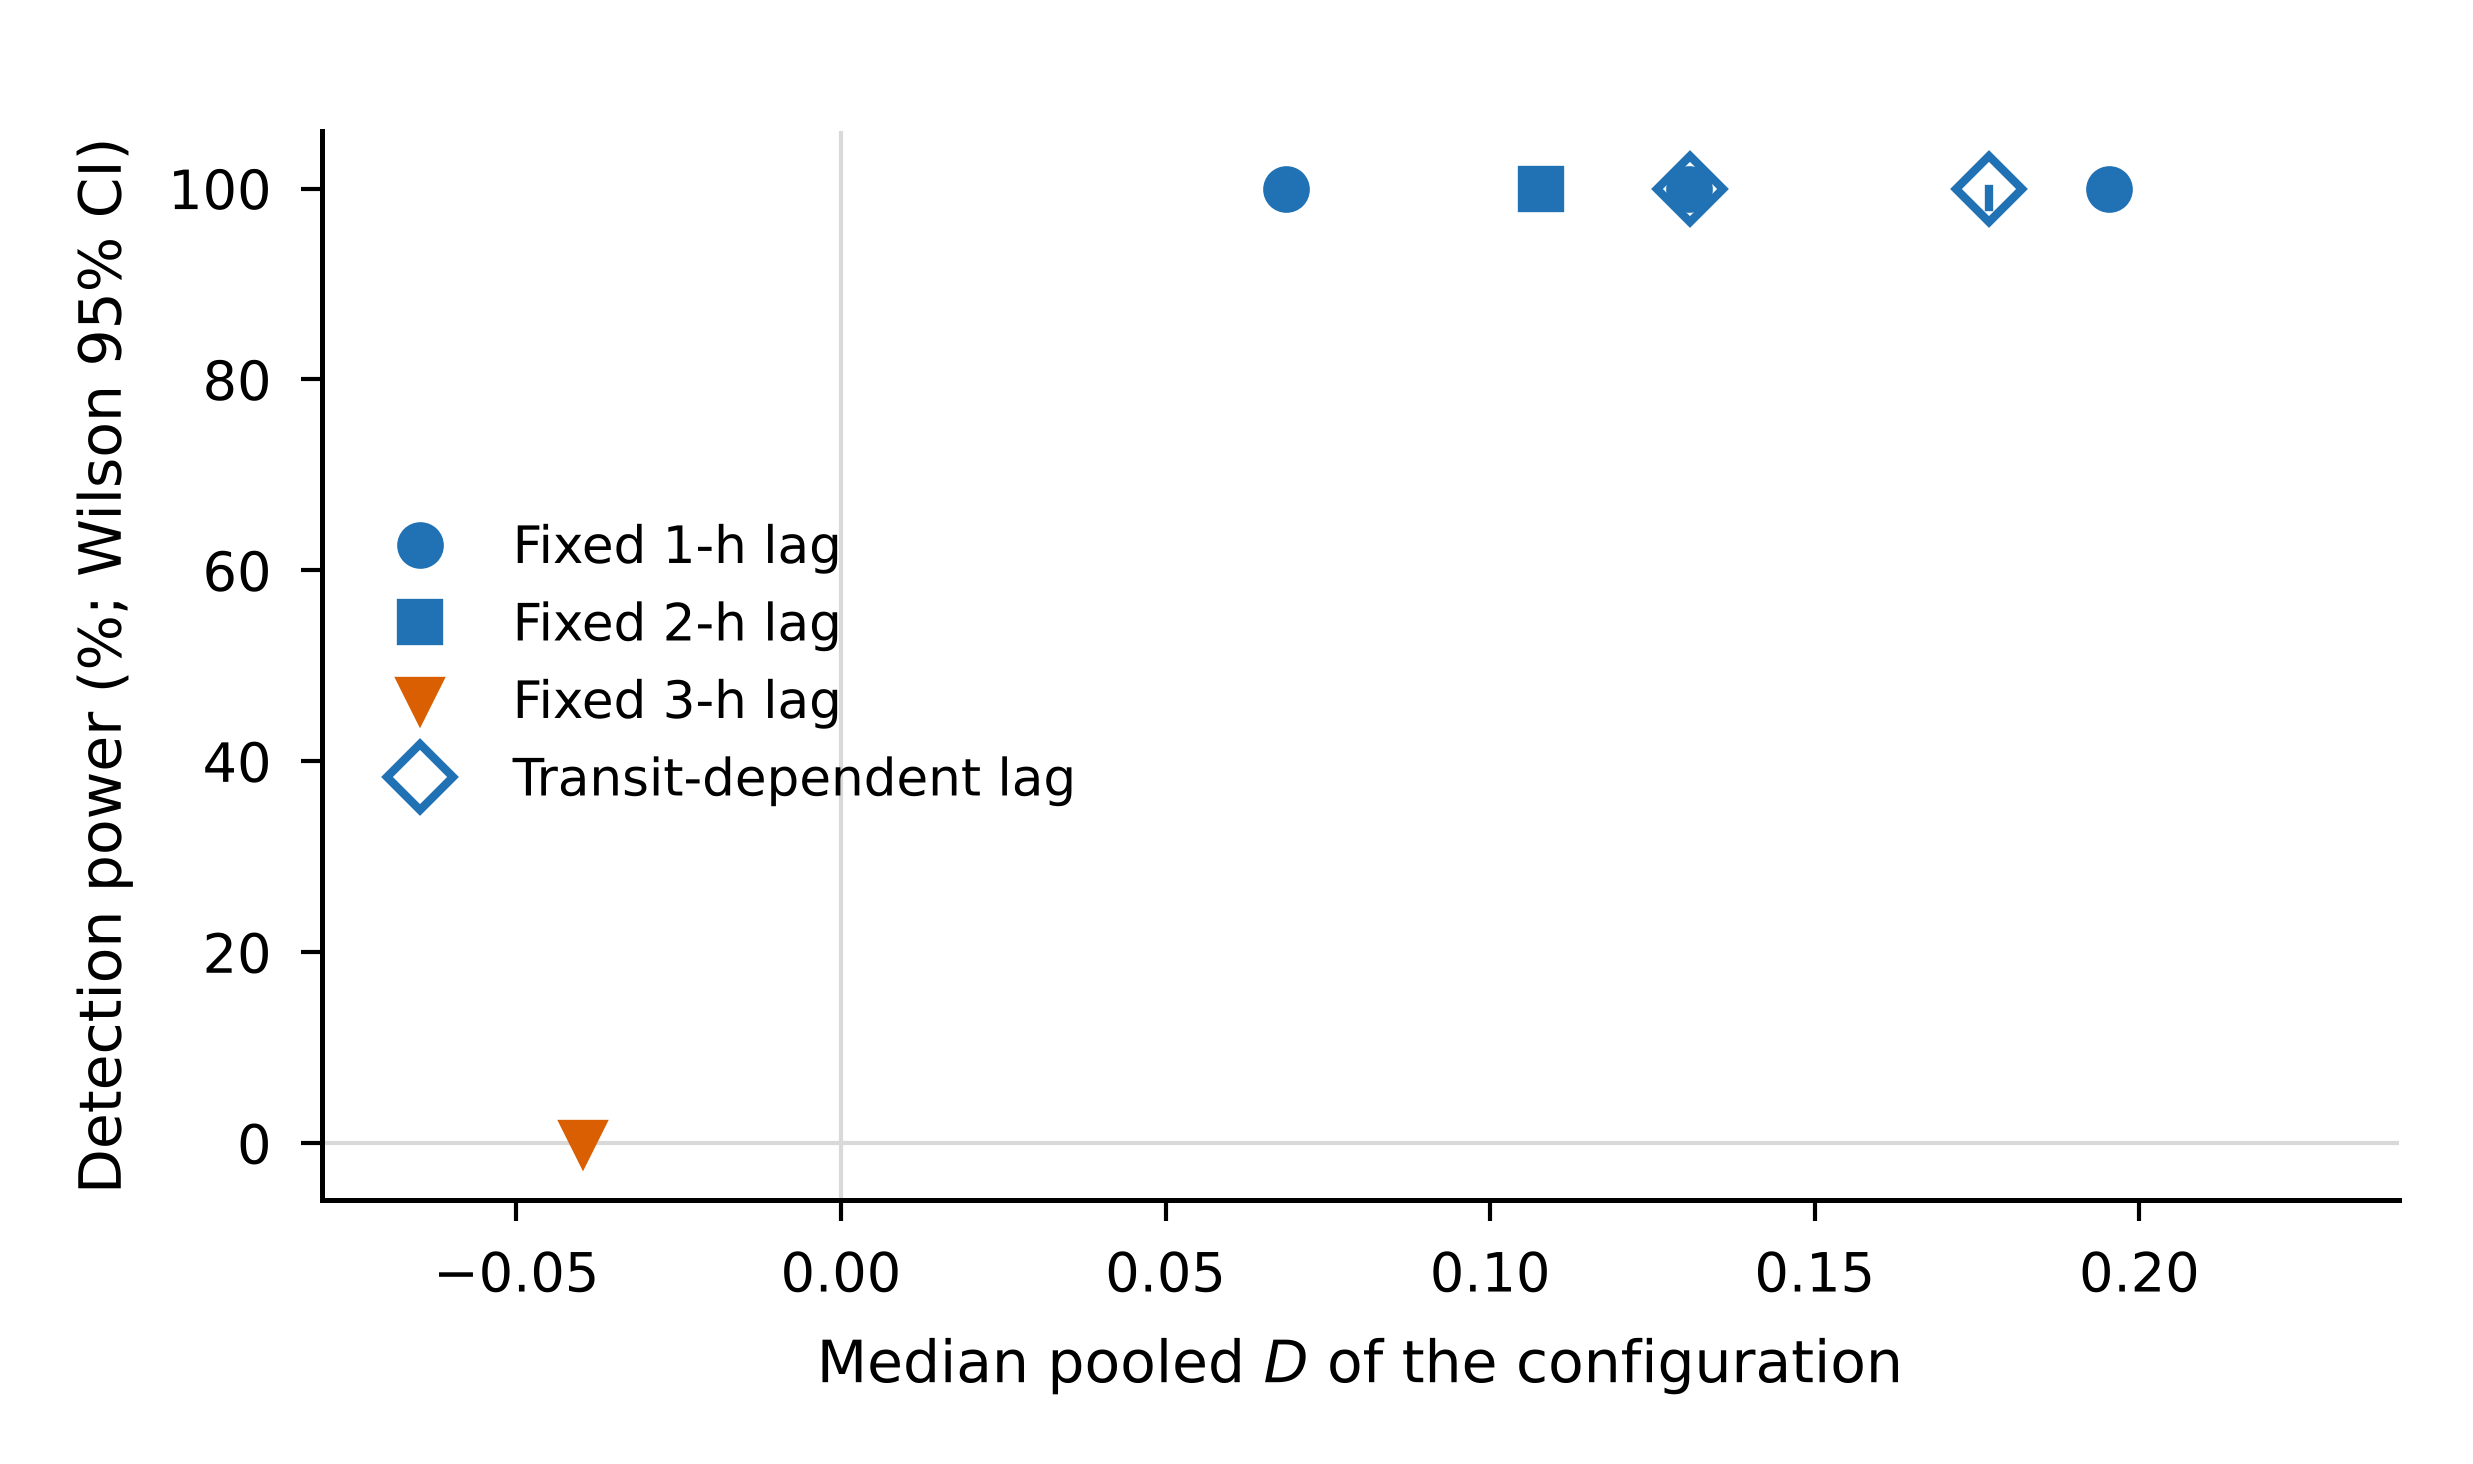 Detection power (%; Wilson 95% CI)
100
80
60
40
20
0
Fixed 1-h lag
Fixed 2-h lag
Fixed 3-h lag
Transit-dependent lag
−0.05 0.00 0.05 0.10 0.15 0.20
Median pooled D of the configuration